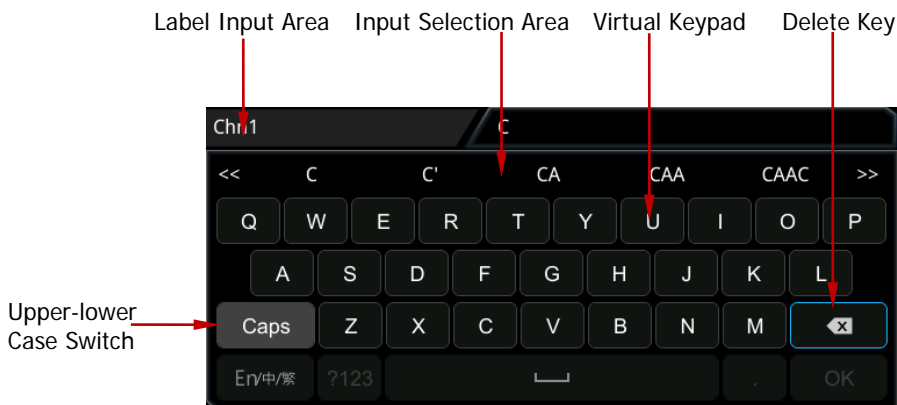 Label Input Area Input Selection Area Virtual Keypad Delete Key
Chn1 C
<< C C' CA CAA CAAC >>
Q W E R T Y U I O P
A S D F G H J K L
Upper-lower
Case Switch
Caps Z X C V B N M
En/中/繁 ?123 . OK